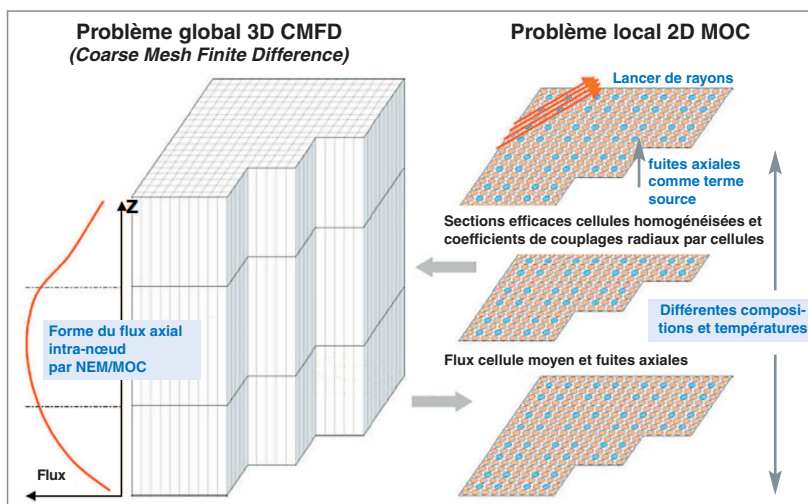 Problème global 3D CMFD
(Coarse Mesh Finite Difference)
Z
Forme du flux axial
intra-nœud
par NEM/MOC
Flux
Problème local 2D MOC
Lancer de rayons
fuites axiales
comme terme
source
Sections efficaces cellules homogénéisées et
coefficients de couplages radiaux par cellules
Différentes composi-
tions et températures
Flux cellule moyen et fuites axiales